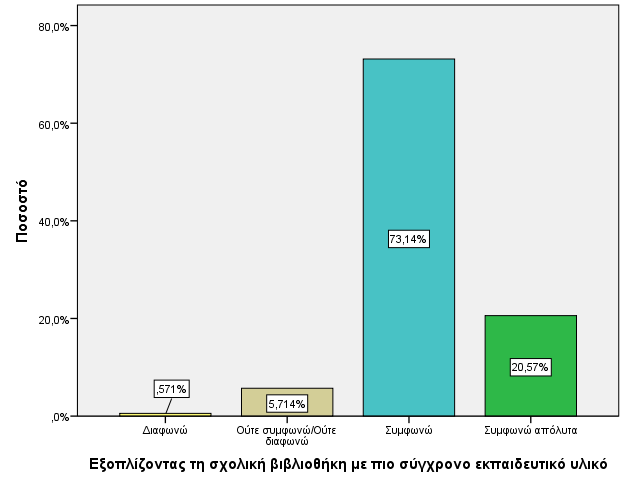 80,0%
60,0%
40,0%
20,0%
,0%
Ποσοστό
,571%
5,714%
73,14%
20,57%
Διαφωνώ
Ούτε συμφωνώ/Ούτε
διαφωνώ
Συμφωνώ
Συμφωνώ απόλυτα
Εξοπλίζοντας τη σχολική βιβλιοθήκη με πιο σύγχρονο εκπαιδευτικό υλικό